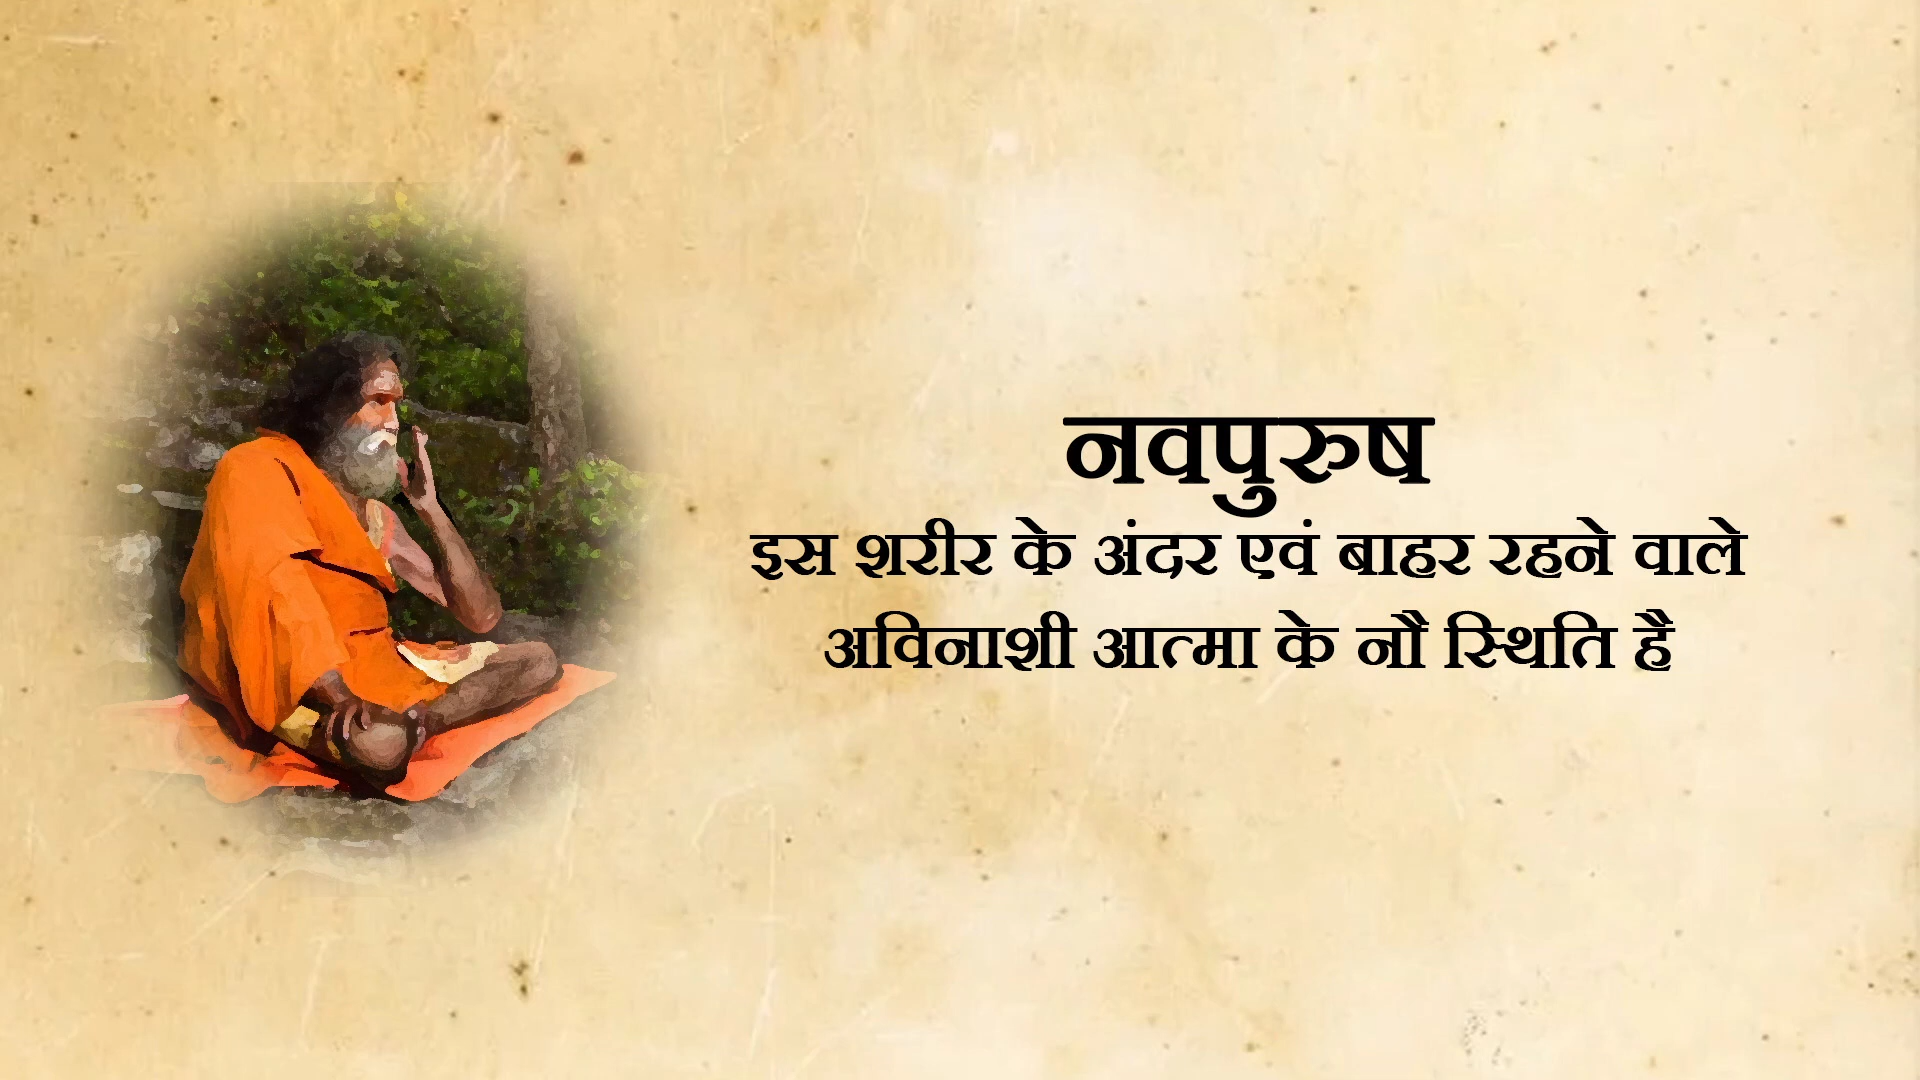 नवपुरुष
इस शरीर के अंदर एवं बाहर रहने वाले
अविनाशी आत्मा के नौ स्थिति है